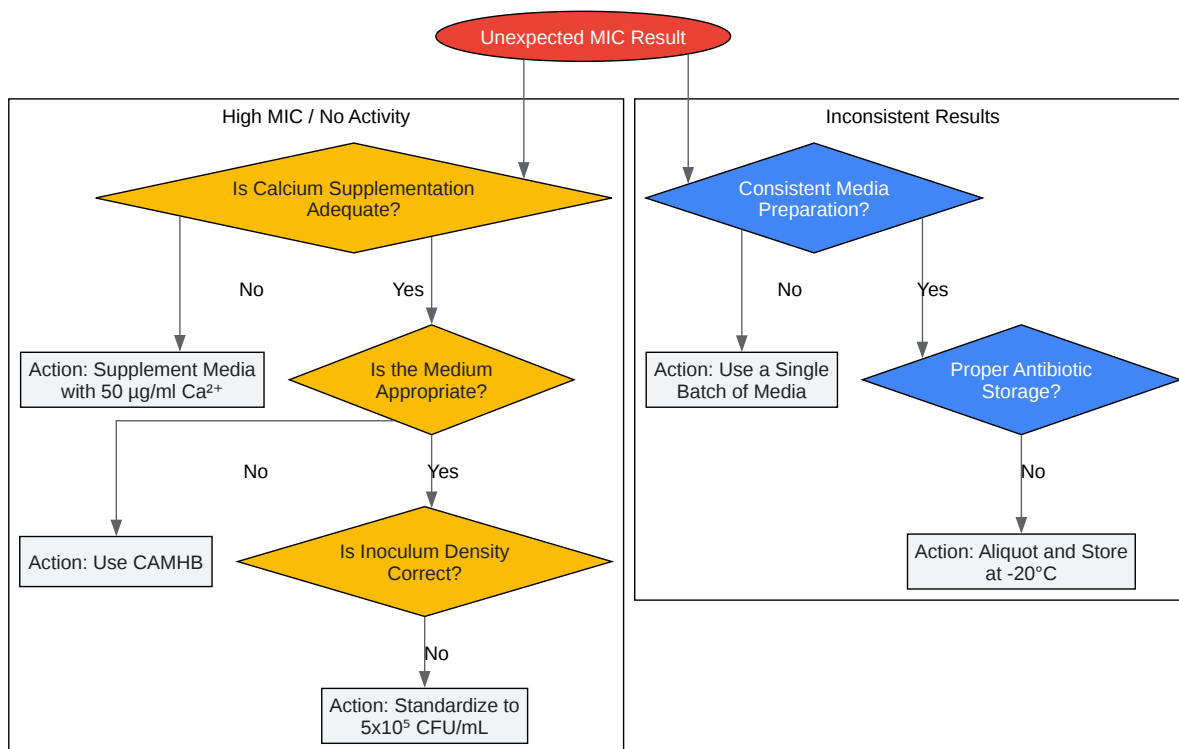 Unexpected MIC Result
High MIC / No Activity
Is Calcium Supplementation
Adequate?
No
Yes
Action: Supplement Media
with 50 µg/ml Ca²⁺
Is the Medium
Appropriate?
No
Yes
Action: Use CAMHB
Is Inoculum Density
Correct?
No
Action: Standardize to
5x10⁵ CFU/mL
Inconsistent Results
Consistent Media
Preparation?
No
Yes
Action: Use a Single
Batch of Media
Proper Antibiotic
Storage?
No
Action: Aliquot and Store
at -20°C